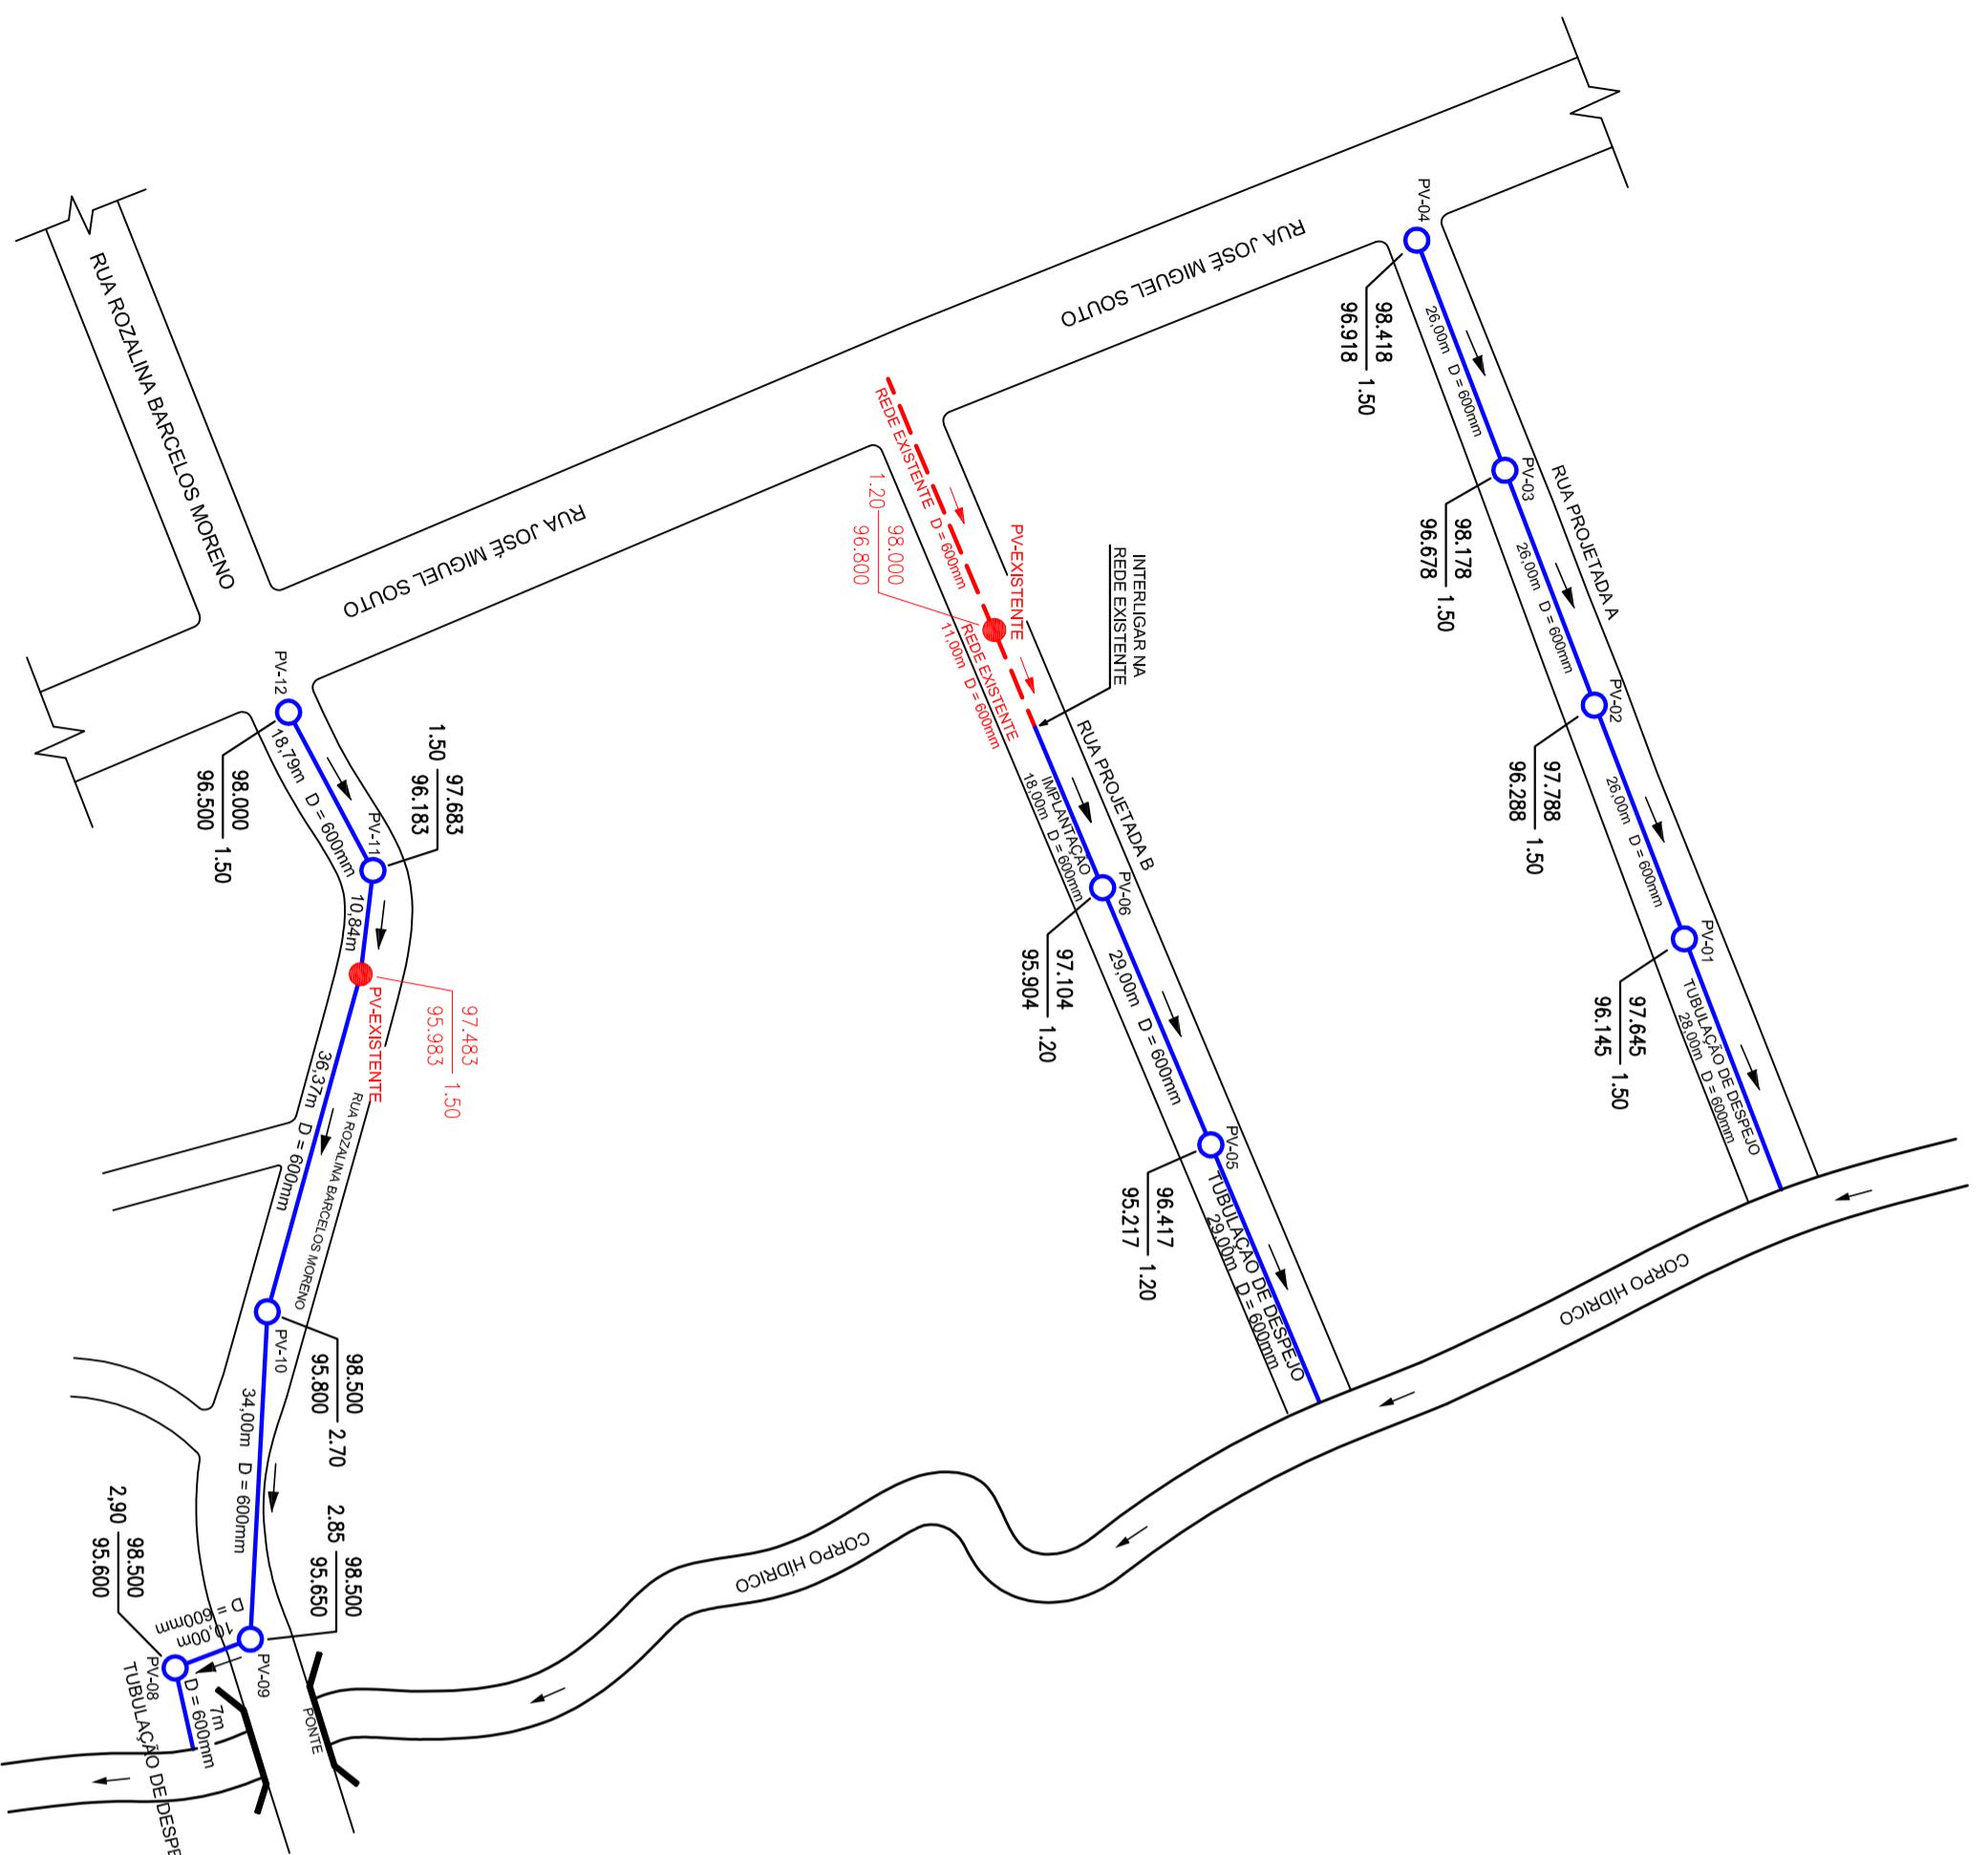 PV-04
98.418
96.918
1.50
26,00m D = 600mm
PV-03
98.178
96.678
1.50
RUA PROJETADA A
26,00m D = 600mm
PV-02
97.788
96.288
1.50
26,00m D = 600mm
PV-01
97.645
96.145
1.50
TUBULAÇÃO DE DESPEJO
28,00m D = 600mm
RUA JOSÉ MIGUEL SOUTO
REDE EXISTENTE D = 600mm
1.20
98.000
96.800
PV-EXISTENTE
INTERLIGAR NA
REDE EXISTENTE
REDE EXISTENTE
11,00m D = 600mm
RUA PROJETADA B
IMPLANTAÇÃO
18,00m D = 600mm
PV-06
97.104
95.904
1.20
29,00m D = 600mm
PV-05
96.417
95.217
1.20
TUBULAÇÃO DE DESPEJO
29,00m D = 600mm
CORPO HÍDRICO
RUA JOSÉ MIGUEL SOUTO
RUA ROZALINA BARCELOS MORENO
PV-12
98.000
96.500
1.50
18,79m D = 600mm
PV-11
1.50
97.683
96.183
10,84m
PV-EXISTENTE
97.483
95.983
1.50
36,37m D = 600mm
RUA ROZALINA BARCELOS MORENO
PV-10
98.500
95.800
2.70
34,00m D = 600mm
2.85
98.500
95.650
PV-09
10,00m
D = 600mm
2,90
98.500
95.600
PV-08
7m
D = 600mm
TUBULAÇÃO DE DESPE
PONTE
CORPO HÍDRICO